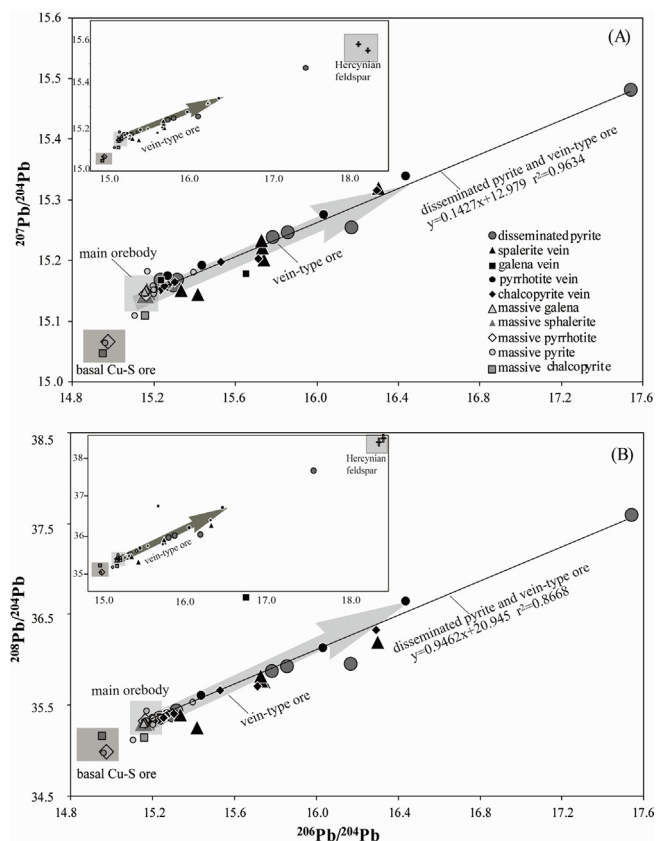 15.6
(A)
15.5
15.4
15.3
15.2
15.1
15.0
²⁰⁷Pb/²⁰⁴Pb
15.6
15.4
15.2
15.0
15.0
16.0
17.0
18.0
Hercynian
feldspar
vein-type ore
disseminated pyrite and vein-type ore
y=0.1427x+12.979 r²=0.9634
main orebody
vein-type ore
basal Cu-S ore
disseminated pyrite
spalerite vein
galena vein
pyrrhotite vein
chalcopyrite vein
massive galena
massive sphalerite
massive pyrrhotite
massive pyrite
massive chalcopyrite
14.8
15.2
15.6
16.0
16.4
16.8
17.2
17.6
38.5
(B)
37.5
36.5
35.5
34.5
²⁰⁸Pb/²⁰⁴Pb
38
37
36
35
15.0
16.0
17.0
18.0
Hercynian
feldspar
vein-type ore
disseminated pyrite and vein-type ore
y=0.9462x+20.945 r²=0.8668
main orebody
vein-type ore
basal Cu-S ore
14.8
15.2
15.6
16.0
16.4
16.8
17.2
17.6
²⁰⁶Pb/²⁰⁴Pb